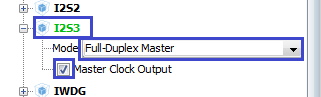 I2S2
I2S3
Mode Full-Duplex Master
Master Clock Output
IWDG